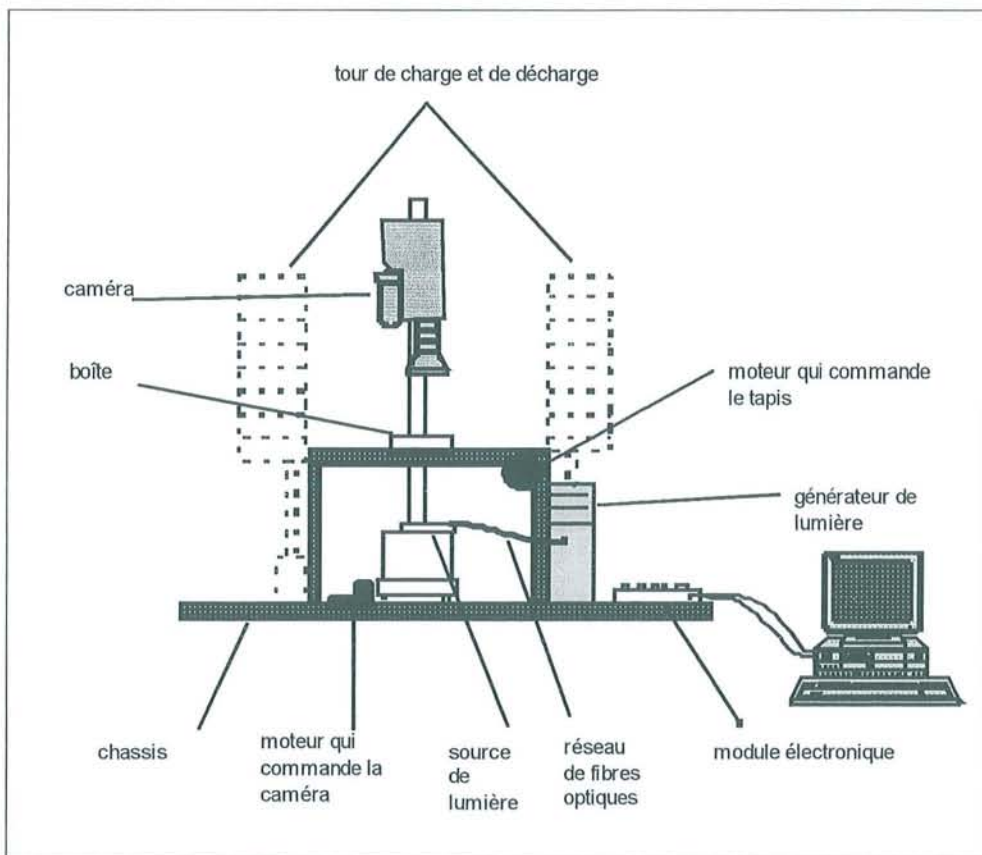 tour de charge et de décharge
caméra
boîte
moteur qui commande
le tapis
générateur de
lumière
chassis
moteur qui
commande la
caméra
source
de
lumière
réseau
de fibres
optiques
module électronique